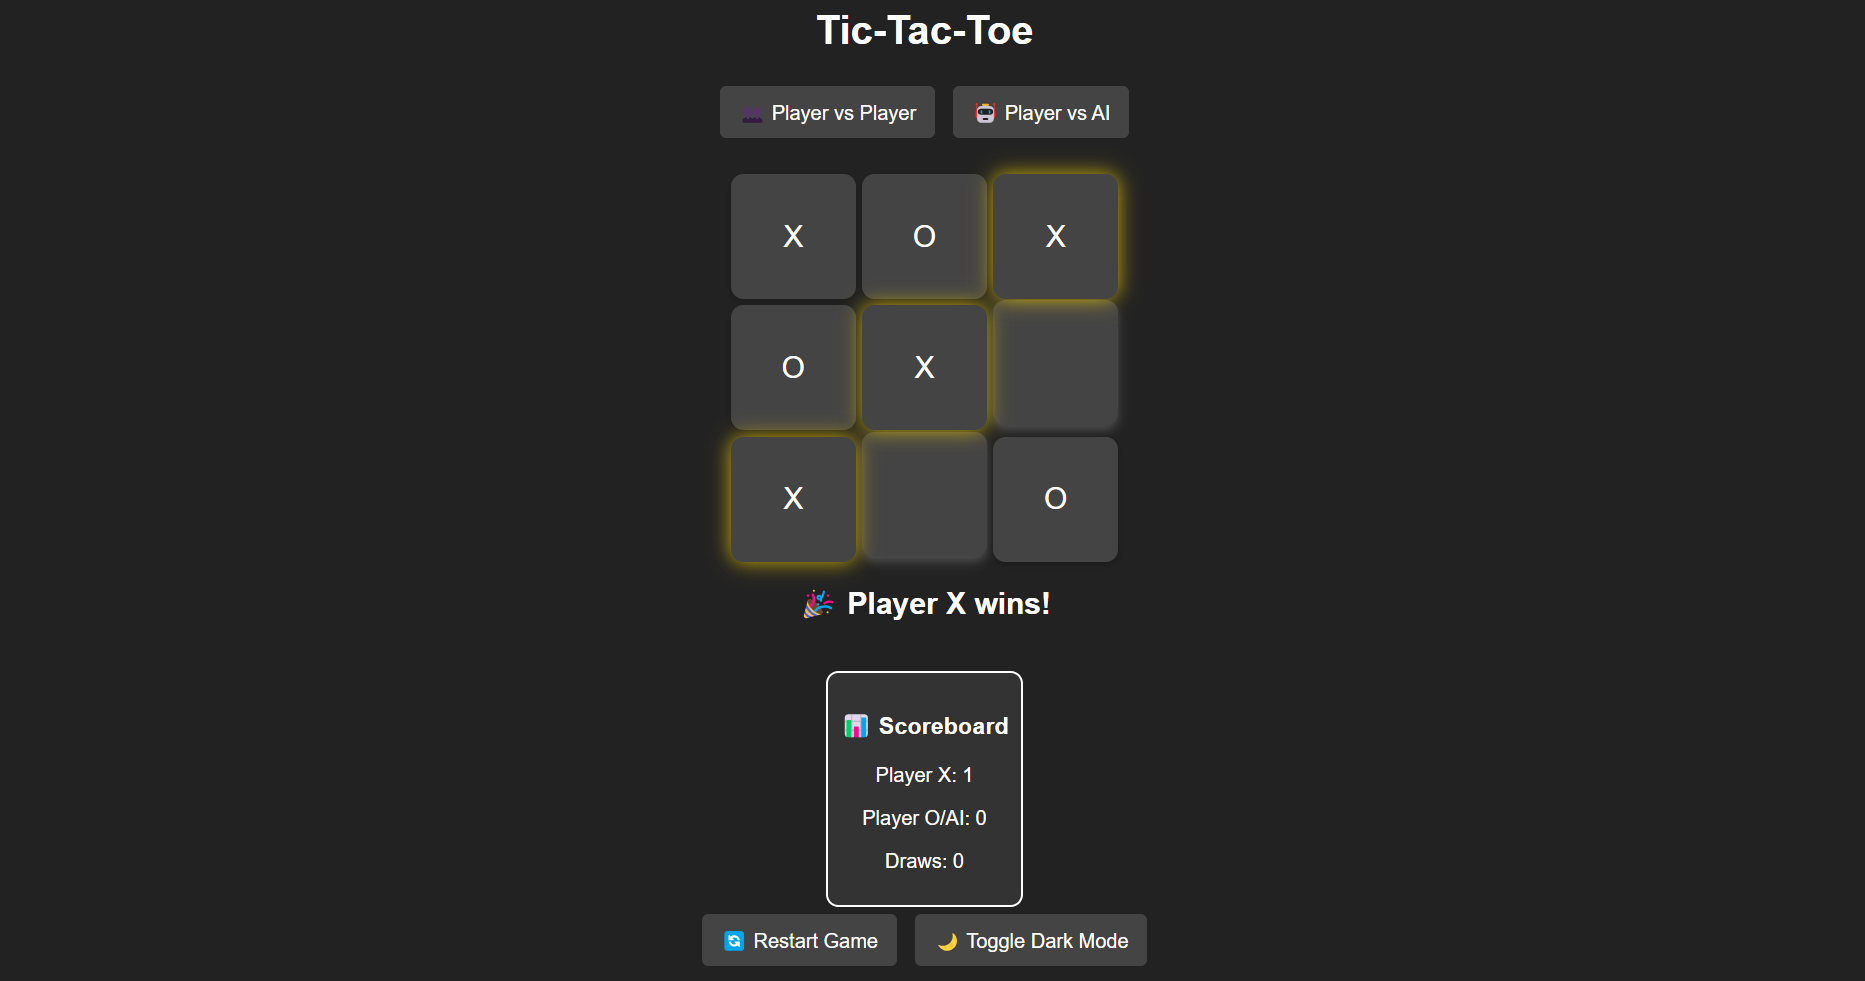 Tic-Tac-Toe
Player vs Player
Player vs AI
X O X
O X
X O
Player X wins!
Scoreboard
Player X: 1
Player O/AI: 0
Draws: 0
Restart Game
Toggle Dark Mode